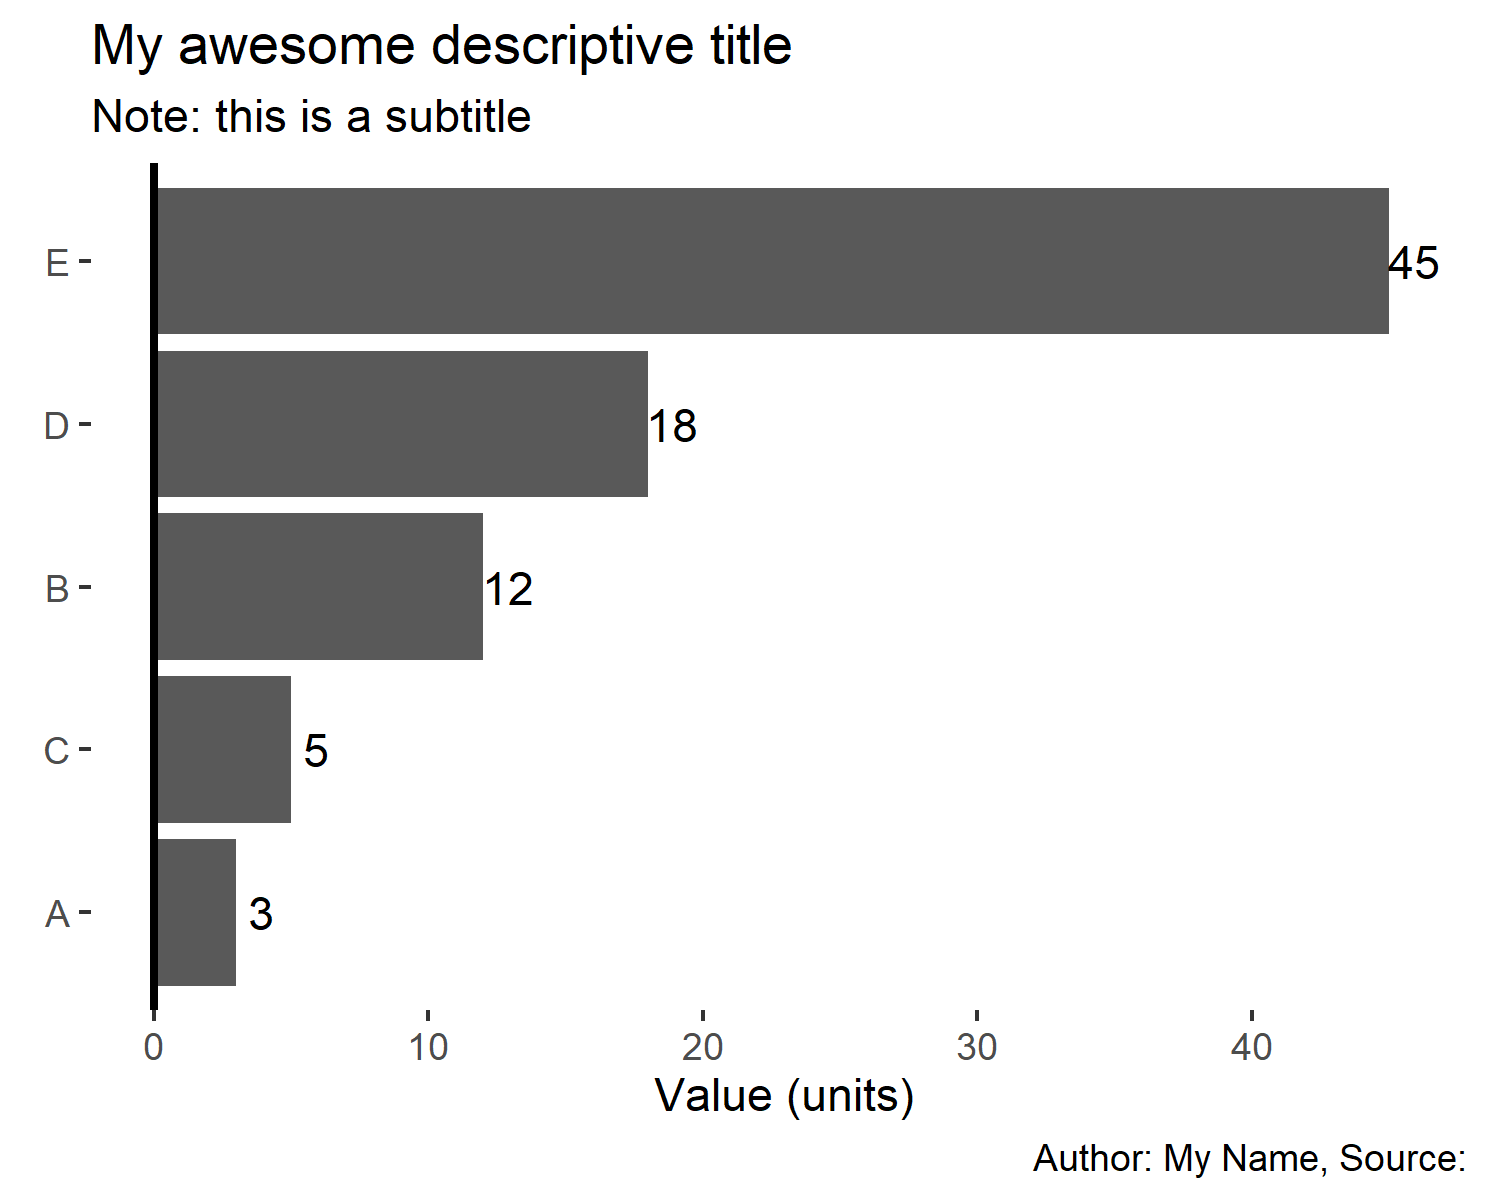 My awesome descriptive title
Note: this is a subtitle
E
45
D
18
B
12
C
5
A
3
0 10 20 30 40
Value (units)
Author: My Name, Source: